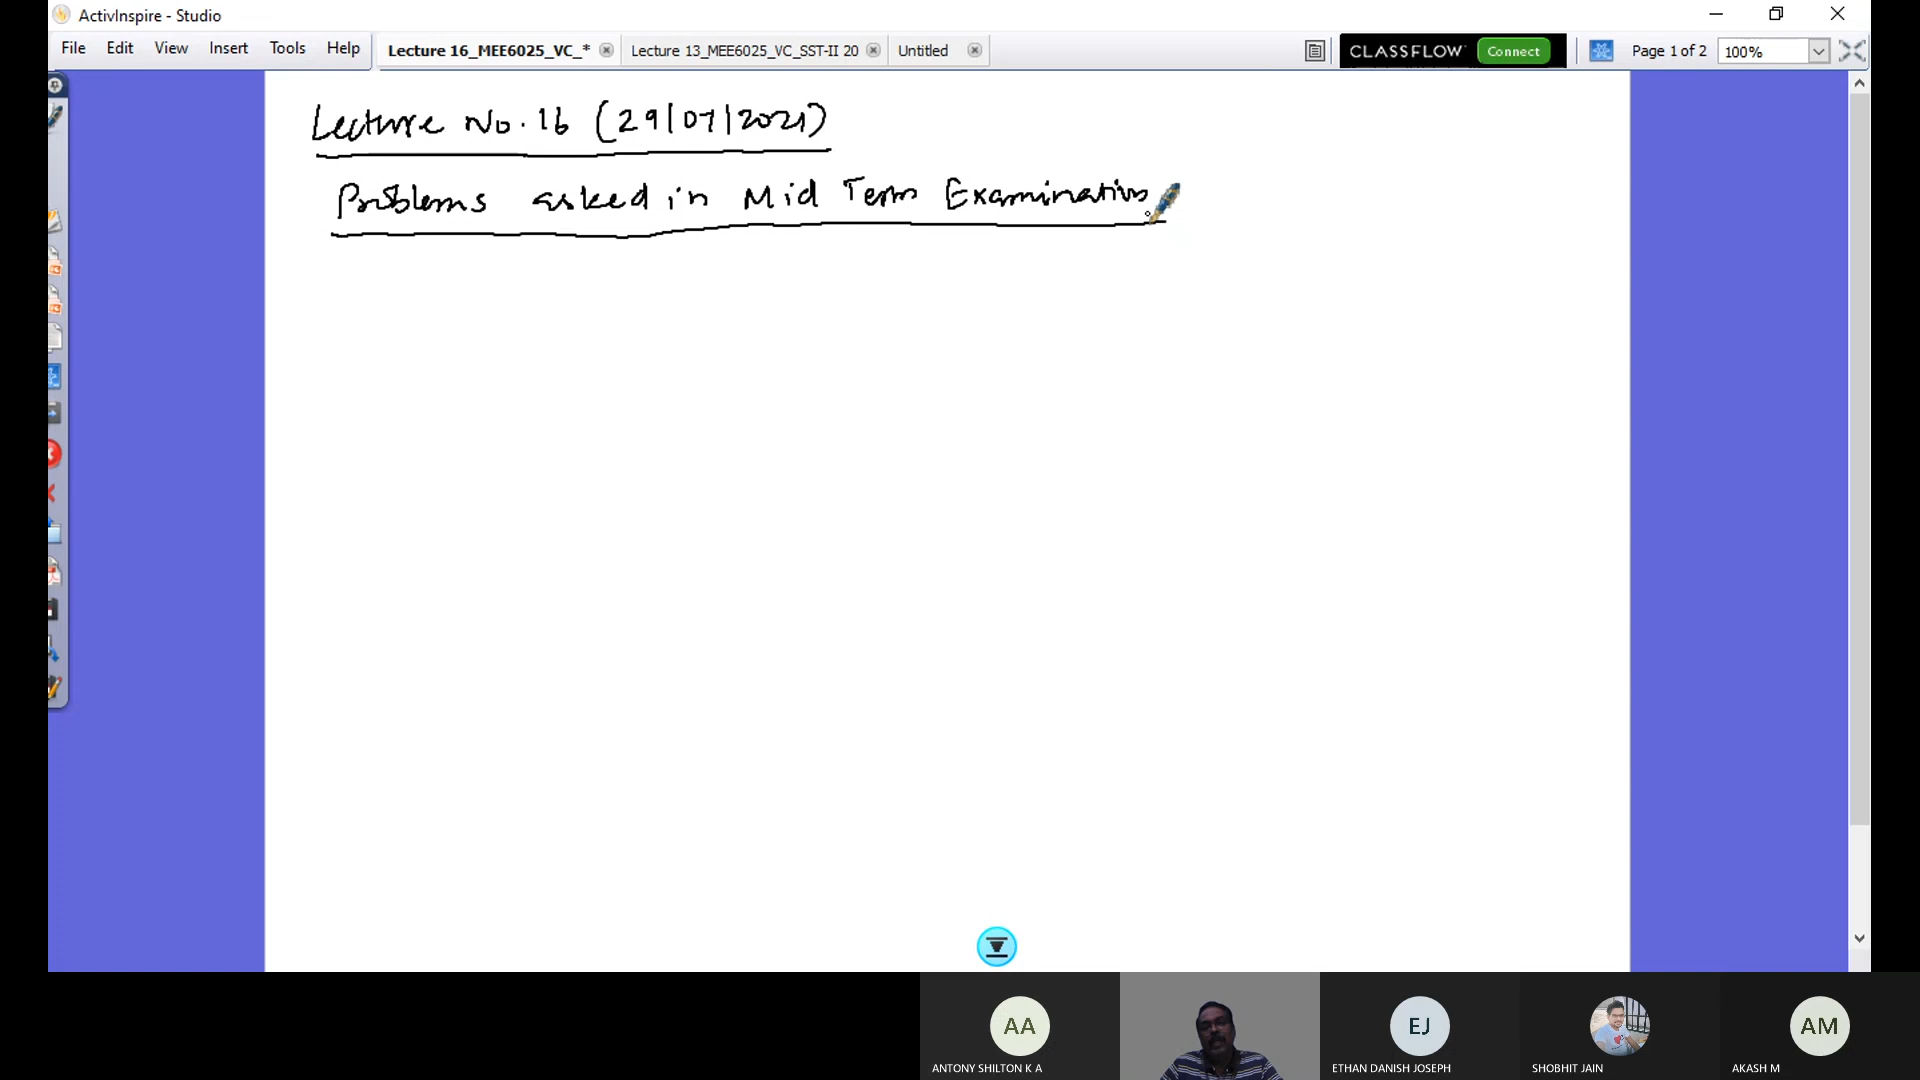 ActivInspire - Studio
File Edit View Insert Tools Help
Lecture 16_MEE6025_VC_* Lecture 13_MEE6025_VC_SST-II 20 Untitled
CLASSFLOW Connect Page 1 of 2 100%
Lecture No. 16 (29/07/2021)
Problems asked in Mid Term Examination
AA EJ AM
ANTONY SHILTON K A ETHAN DANISH JOSEPH SHOBHIT JAIN AKASH M